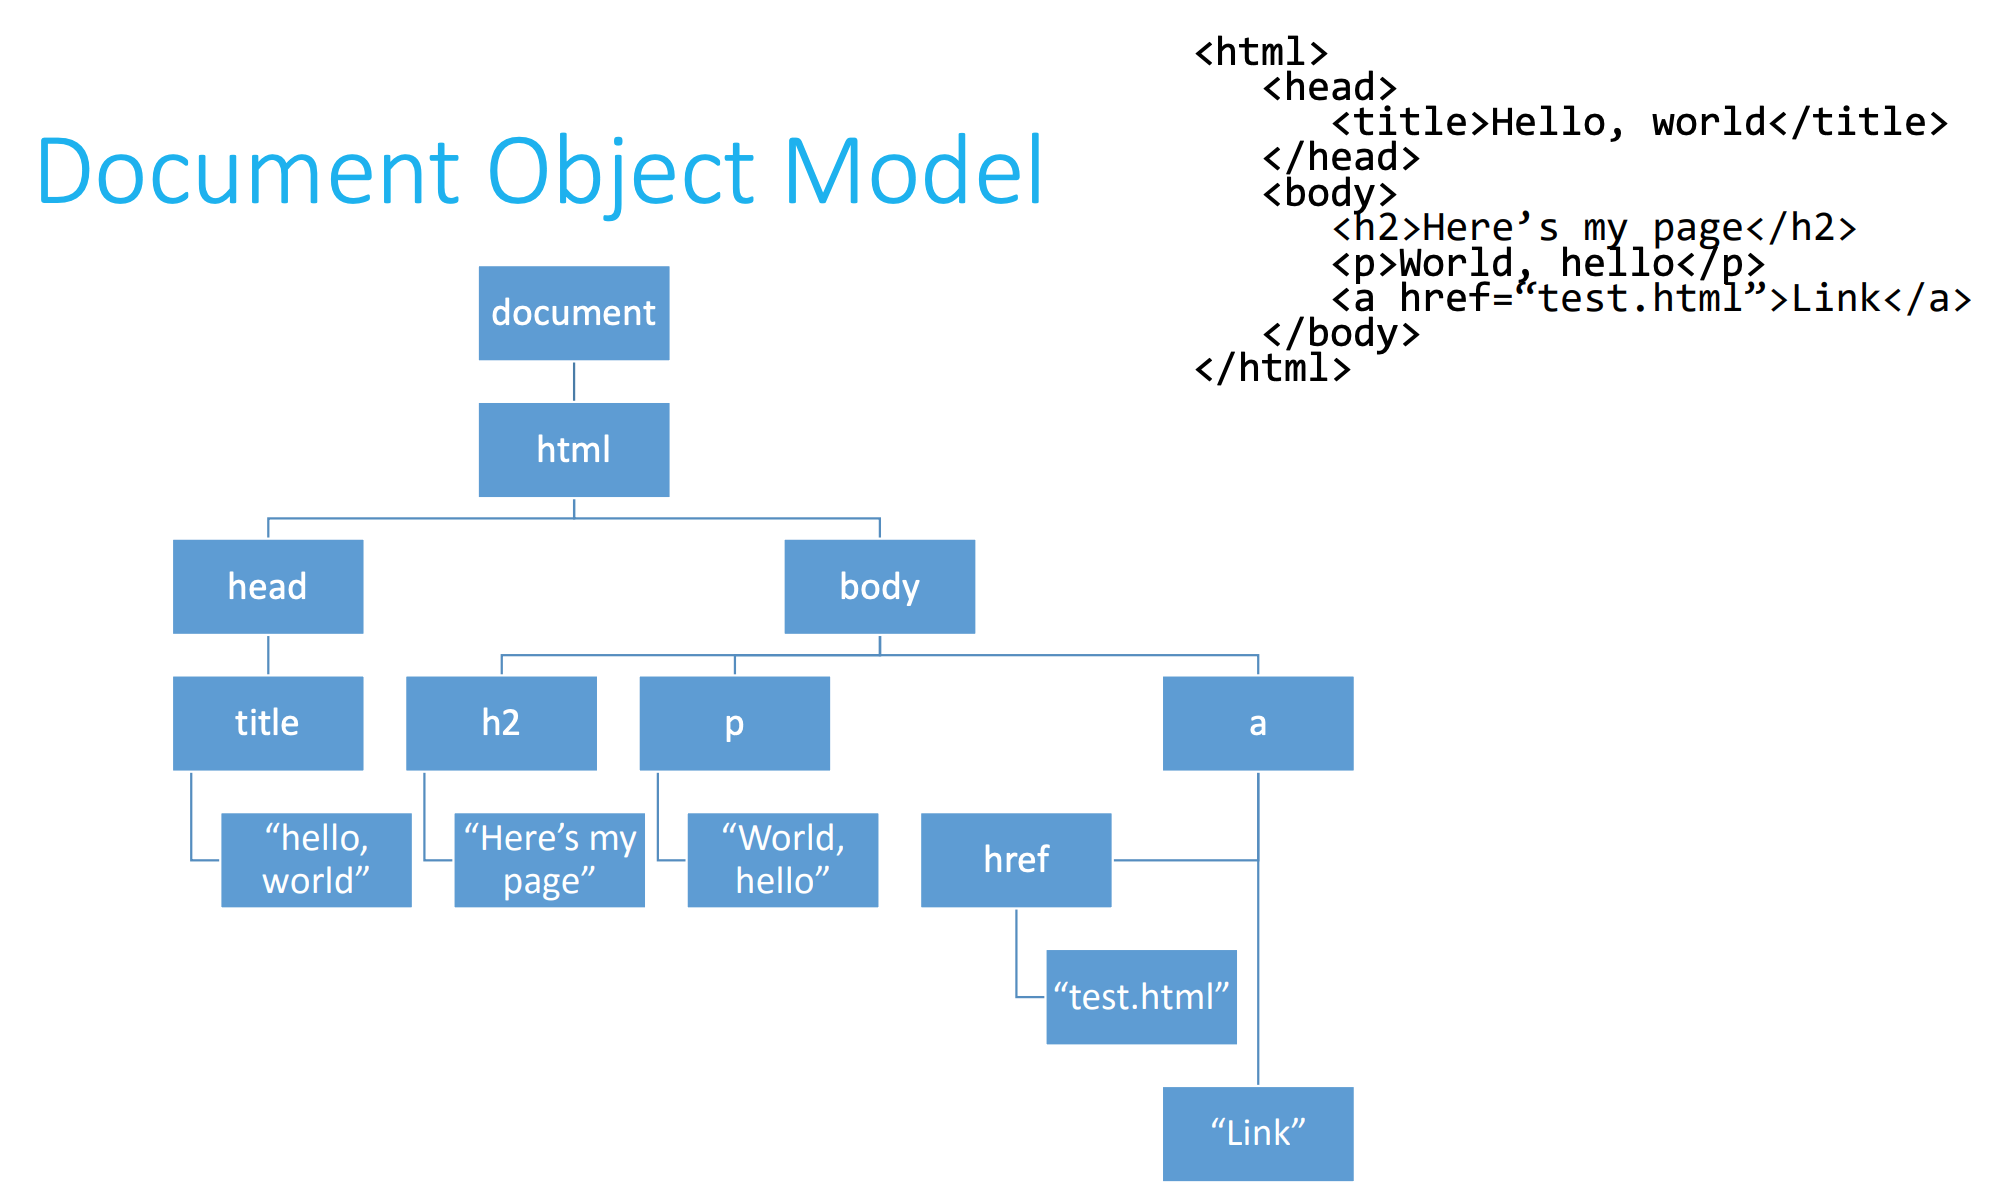 Document Object Model
<html>
<head>
<title>Hello, world</title>
</head>
<body>
<h2>Here’s my page</h2>
<p>World, hello</p>
<a href=“test.html”>Link</a>
</body>
</html>
document
html
head
body
title
h2
p
a
“hello,
world”
“Here’s my
page”
“World,
hello”
href
“test.html”
“Link”